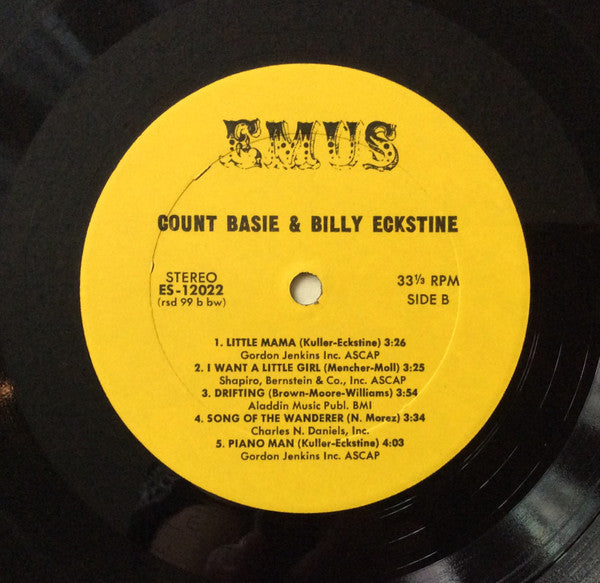 EMUS
COUNT BASIE & BILLY ECKSTINE
STEREO
ES-12022
(rsd 99 b bw)
33⅓ RPM
SIDE B
1. LITTLE MAMA (Kuller-Eckstine) 3:26
Gordon Jenkins Inc. ASCAP
2. I WANT A LITTLE GIRL (Mencher-Moll) 3:25
Shapiro, Bernstein & Co., Inc. ASCAP
3. DRIFTING (Brown-Moore-Williams) 3:54
Aladdin Music Publ. BMI
4. SONG OF THE WANDERER (N. Morez) 3:34
Charles N. Daniels, Inc.
5. PIANO MAN (Kuller-Eckstine) 4:03
Gordon Jenkins Inc. ASCAP